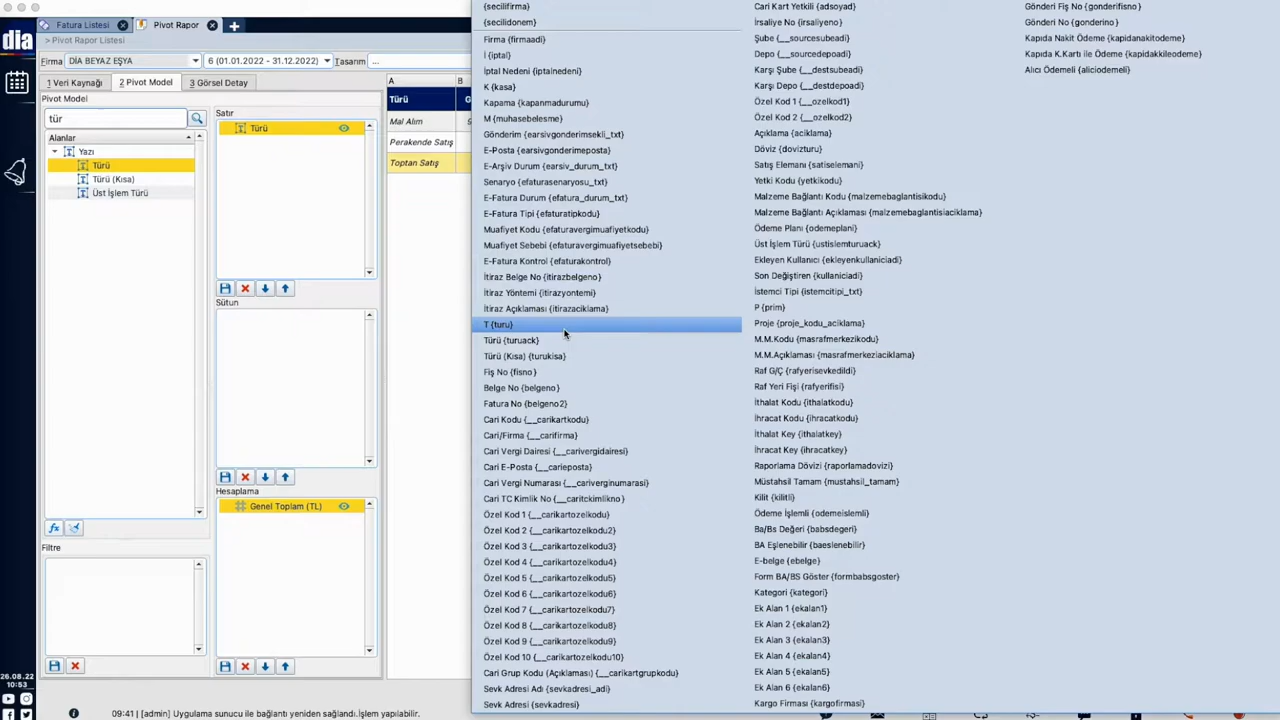 dia
Fatura Listesi
Pivot Rapor
> Pivot Rapor Listesi
Firma
DİA BEYAZ EŞYA
6 (01.01.2022 - 31.12.2022)
Tasarım
...
1 Veri Kaynağı
2 Pivot Model
3 Görsel Detay
Pivot Model
tür
Alanlar
Yazı
Türü
Türü (Kısa)
Üst İşlem Türü
Filtre
Satır
Türü
Sütun
Hesaplama
Genel Toplam (TL)
A
B
Türü
G
Mal Alım
Perakende Satış
Toptan Satış
{secilifirma}
{secilidonem}
Firma {firmaadi}
İ {iptal}
İptal Nedeni {iptalnedeni}
K {kasa}
Kapama {kapanmadurumu}
M {muhasebelesme}
Gönderim {earsivgonderimsekli_txt}
E-Posta {earsivgonderimeposta}
E-Arşiv Durum {earsiv_durum_txt}
Senaryo {efaturasenaryosu_txt}
E-Fatura Durum {efatura_durum_txt}
E-Fatura Tipi {efaturatipkodu}
Muafiyet Kodu {efaturavergimuafiyetkodu}
Muafiyet Sebebi {efaturavergimuafiyetsebebi}
E-Fatura Kontrol {efaturakontrol}
İtiraz Belge No {itirazbelgeno}
İtiraz Yöntemi {itirazyontemi}
İtiraz Açıklaması {itirazaciklama}
T {turu}
Türü {turuack}
Türü (Kısa) {turukisa}
Fiş No {fisno}
Belge No {belgeno}
Fatura No {belgeno2}
Cari Kodu {__carikartkodu}
Cari/Firma {__carifirma}
Cari Vergi Dairesi {__carivergidairesi}
Cari E-Posta {__carieposta}
Cari Vergi Numarası {__cariverginumarasi}
Cari TC Kimlik No {__caritckimlikno}
Özel Kod 1 {__carikartozelkodu}
Özel Kod 2 {__carikartozelkodu2}
Özel Kod 3 {__carikartozelkodu3}
Özel Kod 4 {__carikartozelkodu4}
Özel Kod 5 {__carikartozelkodu5}
Özel Kod 6 {__carikartozelkodu6}
Özel Kod 7 {__carikartozelkodu7}
Özel Kod 8 {__carikartozelkodu8}
Özel Kod 9 {__carikartozelkodu9}
Özel Kod 10 {__carikartozelkodu10}
Cari Grup Kodu (Açıklaması) {__carikartgrupkodu}
Sevk Adresi Adı {sevkadresi_adi}
Sevk Adresi {sevkadresi}
Cari Kart Yetkili {adsoyad}
İrsaliye No {irsaliyeno}
Şube {__sourcesubeadi}
Depo {__sourcedepoadi}
Karşı Şube {__destsubeadi}
Karşı Depo {__destdepoadi}
Özel Kod 1 {__ozelkod1}
Özel Kod 2 {__ozelkod2}
Açıklama {aciklama}
Döviz {dovizturu}
Satış Elemanı {satiselemani}
Yetki Kodu {yetkikodu}
Malzeme Bağlantı Kodu {malzemebaglantisikodu}
Malzeme Bağlantı Açıklaması {malzemebaglantisiaciklama}
Ödeme Planı {odemeplani}
Üst İşlem Türü {ustislemturuack}
Ekleyen Kullanıcı {ekleyenkullaniciadi}
Son Değiştiren {kullaniciadi}
İstemci Tipi {istemcitipi_txt}
P {prim}
Proje {proje_kodu_aciklama}
M.M.Kodu {masrafmerkezikodu}
M.M.Açıklaması {masrafmerkeziaciklama}
Raf G/Ç {rafyerisevkedildi}
Raf Yeri Fişi {rafyerifisi}
İthalat Kodu {ithalatkodu}
İhracat Kodu {ihracatkodu}
İthalat Key {ithalatkey}
İhracat Key {ihracatkey}
Raporlama Dövizi {raporlamadovizi}
Müstahsil Tamam {mustahsil_tamam}
Kilit {kilitli}
Ödeme İşlemli {odemeislemli}
Ba/Bs Değeri {babsdegeri}
BA Eşlenebilir {baeslenebilir}
E-belge {ebelge}
Form BA/BS Göster {formbabsgoster}
Kategori {kategori}
Ek Alan 1 {ekalan1}
Ek Alan 2 {ekalan2}
Ek Alan 3 {ekalan3}
Ek Alan 4 {ekalan4}
Ek Alan 5 {ekalan5}
Ek Alan 6 {ekalan6}
Kargo Firması {kargofirmasi}
Gönderi Fiş No {gonderifisno}
Gönderi No {gonderino}
Kapıda Nakit Ödeme {kapidanakitodeme}
Kapıda K.Kartı ile Ödeme {kapidakkileodeme}
Alıcı Ödemeli {aliciodemeli}
26.08.22
10:53
09:41 | [admin] Uygulama sunucu ile bağlantı yeniden sağlandı.İşlem yapılabilir.